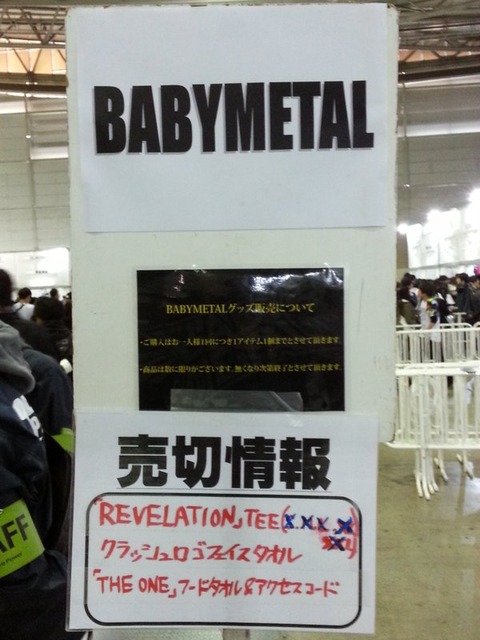 BABYMETAL
BABYMETALグッズ販売について
・ご購入はお一人様1回につき1アイテム1個までとさせて頂きます。
・商品は数に限りがございます。無くなり次第終了とさせて頂きます。
売切情報
「REVELATION」TEE(
クラッシュロゴフェイスタオル
「THE ONE」フードタオル&アクセスコード
AFF